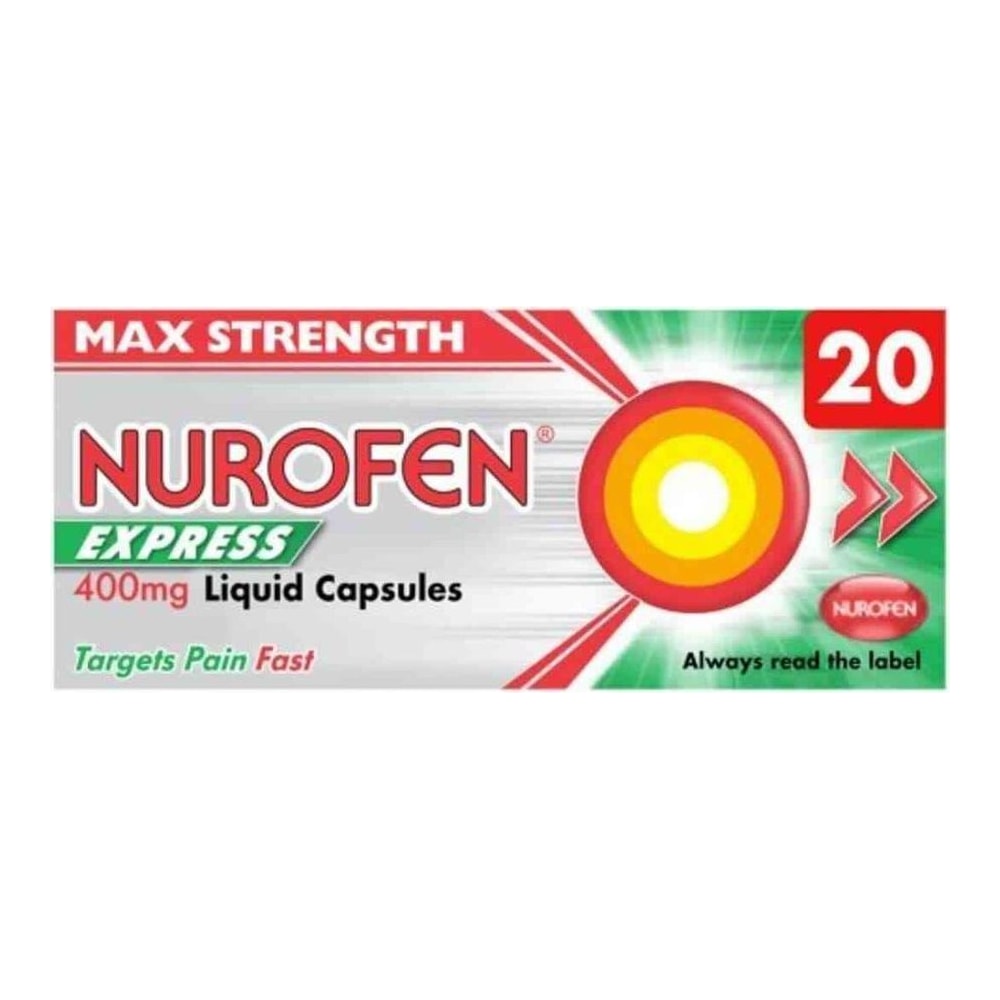 MAX STRENGTH
20
NUROFEN®
EXPRESS
400mg Liquid Capsules
NUROFEN
Targets Pain Fast
Always read the label